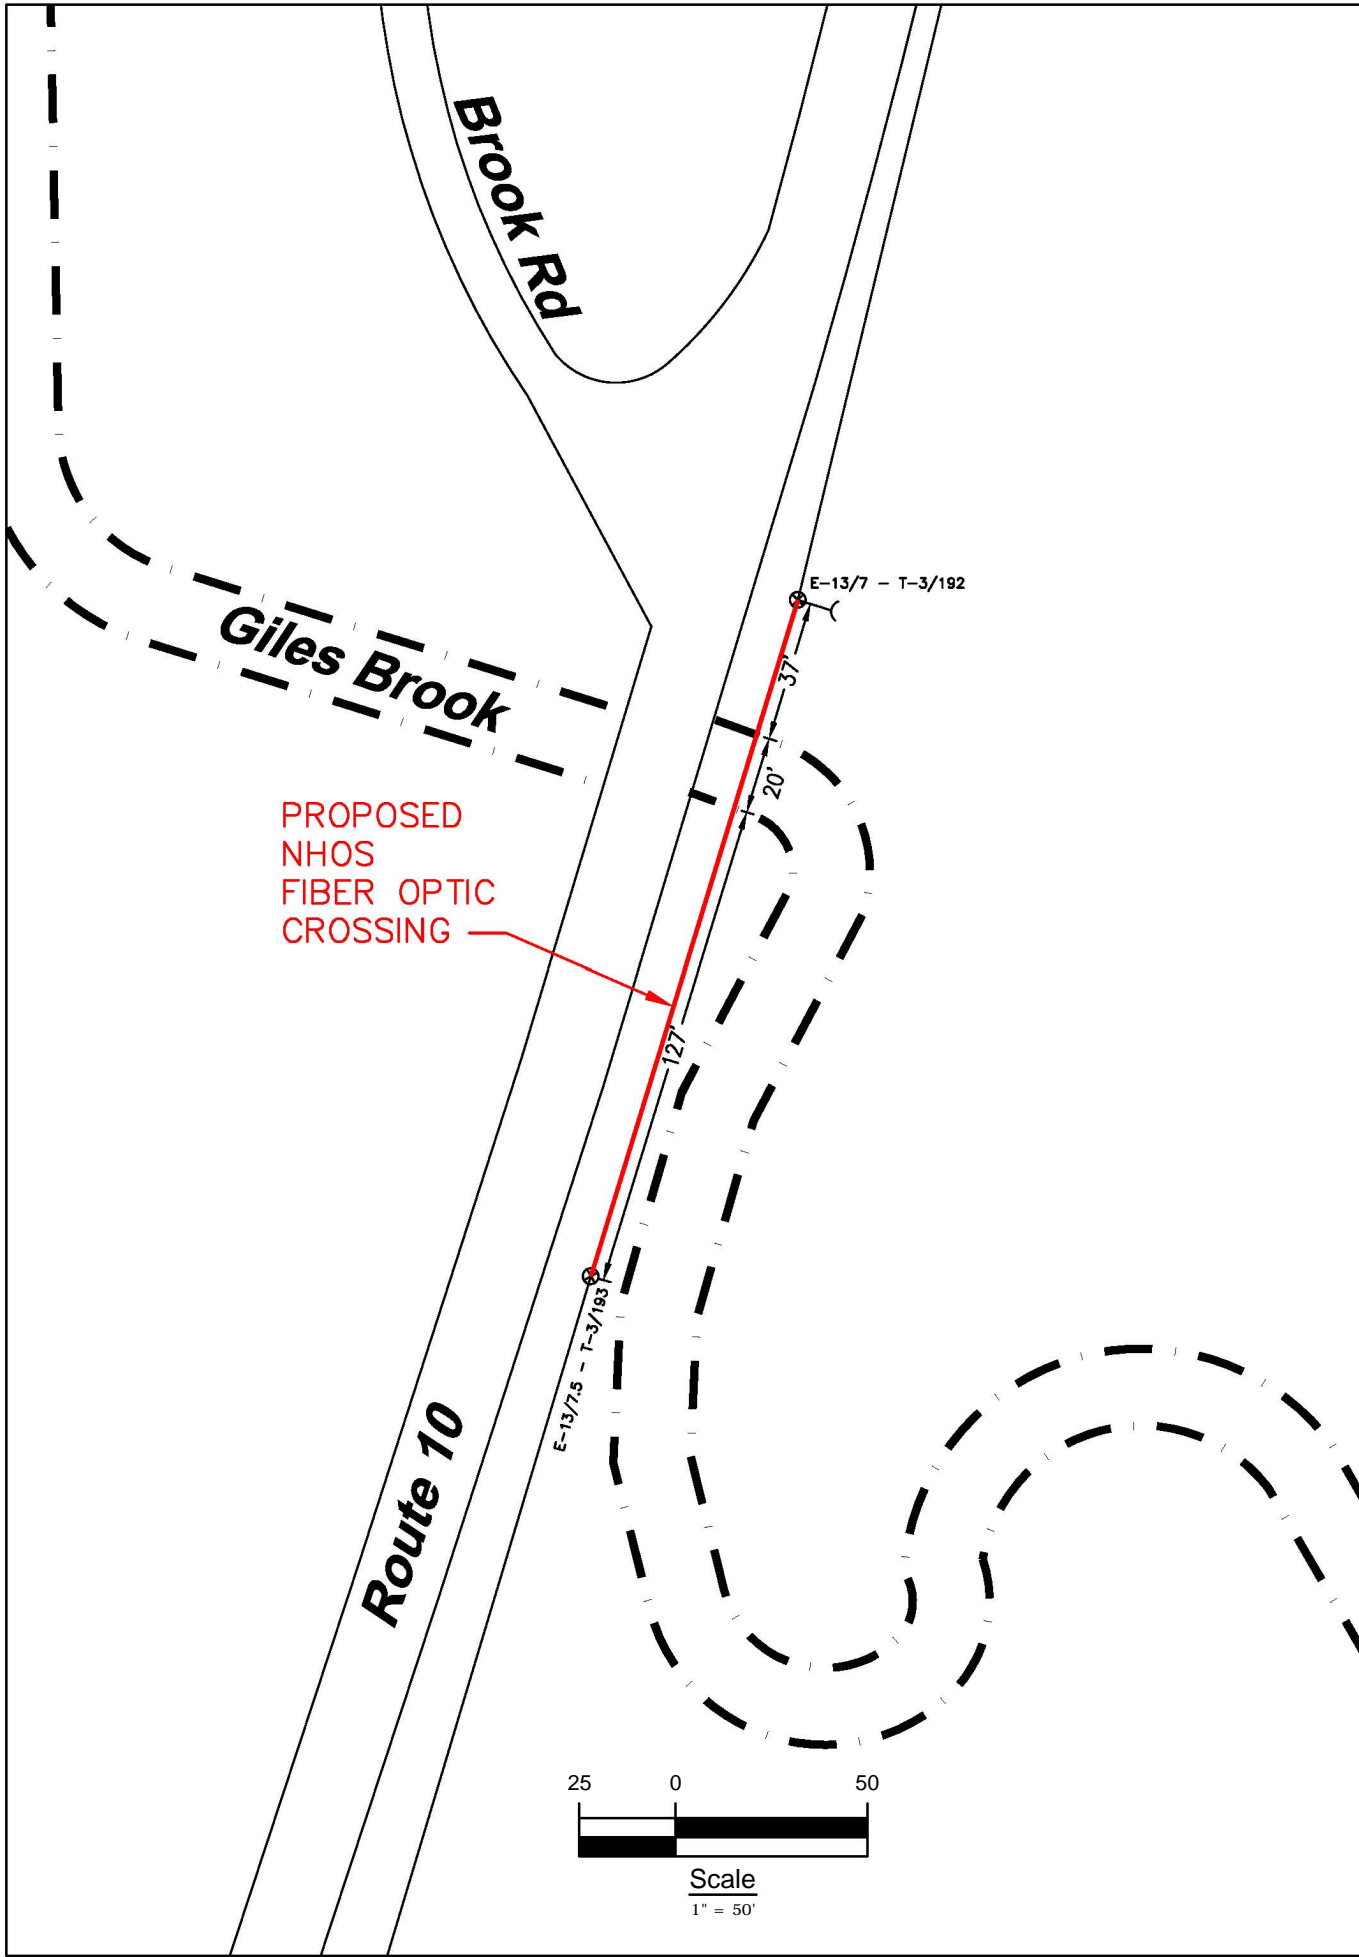 Brook Rd
E-13/7 - T-3/192
37'
Giles Brook
20'
PROPOSED
NHOS
FIBER OPTIC
CROSSING
127'
E-13/7.5 - T-3/193
Route 10
25 0 50
Scale
1" = 50'